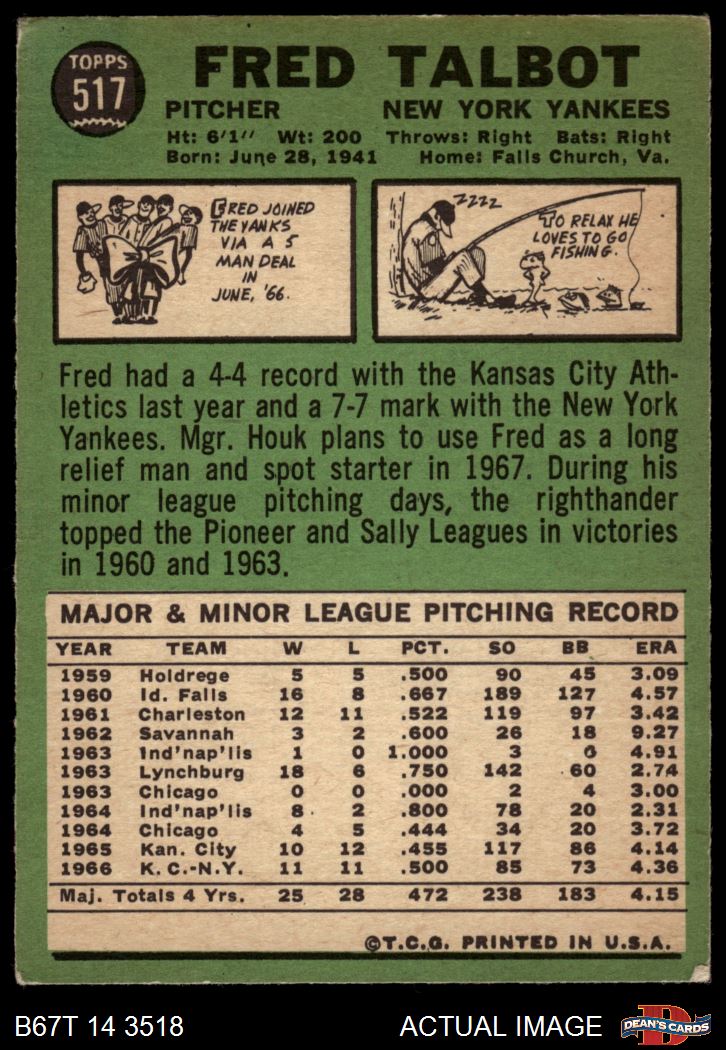 TOPPS
517
FRED TALBOT
PITCHER NEW YORK YANKEES
Ht: 6'1" Wt: 200 Throws: Right Bats: Right
Born: June 28, 1941 Home: Falls Church, Va.
FRED JOINED
THE YANKS
VIA A 5
MAN DEAL
IN
JUNE, '66.
ZZZZ
TO RELAX HE
LOVES TO GO
FISHING.
Fred had a 4-4 record with the Kansas City Ath-
letics last year and a 7-7 mark with the New York
Yankees. Mgr. Houk plans to use Fred as a long
relief man and spot starter in 1967. During his
minor league pitching days, the righthander
topped the Pioneer and Sally Leagues in victories
in 1960 and 1963.
MAJOR & MINOR LEAGUE PITCHING RECORD
YEAR TEAM W L PCT. SO BB ERA
1959 Holdrege 5 5 .500 90 45 3.09
1960 Id. Falls 16 8 .667 189 127 4.57
1961 Charleston 12 11 .522 119 97 3.42
1962 Savannah 3 2 .600 26 18 9.27
1963 Ind'nap'lis 1 0 1.000 3 6 4.91
1963 Lynchburg 18 6 .750 142 60 2.74
1963 Chicago 0 0 .000 2 4 3.00
1964 Ind'nap'lis 8 2 .800 78 20 2.31
1964 Chicago 4 5 .444 34 20 3.72
1965 Kan. City 10 12 .455 117 86 4.14
1966 K. C.-N.Y. 11 11 .500 85 73 4.36
Maj. Totals 4 Yrs. 25 28 472 238 183 4.15
©T.C.G. PRINTED IN U.S.A.
B67T 14 3518 ACTUAL IMAGE
D
DEAN'S CARDS